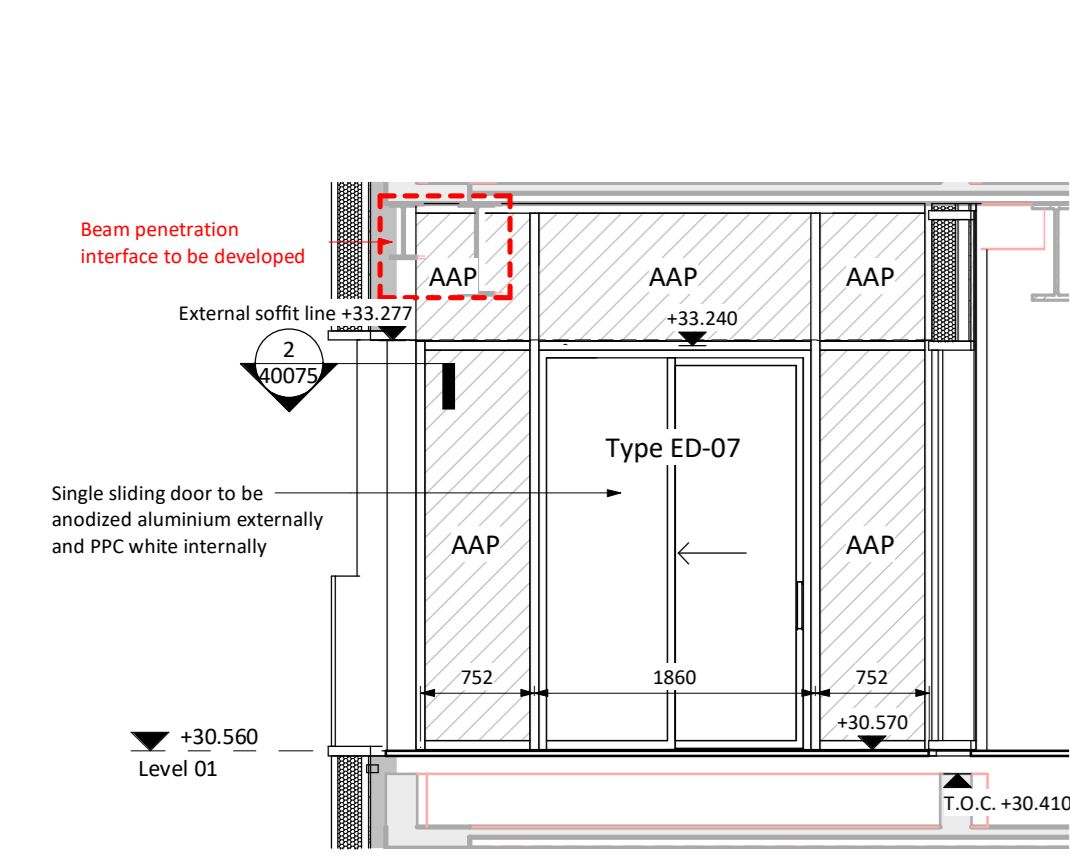 Beam penetration
interface to be developed
AAP
AAP
AAP
External soffit line +33.277
+33.240
2
40075
Type ED-07
Single sliding door to be
anodized aluminium externally
and PPC white internally
AAP
AAP
752
1860
752
+30.570
+30.560
Level 01
T.O.C. +30.410